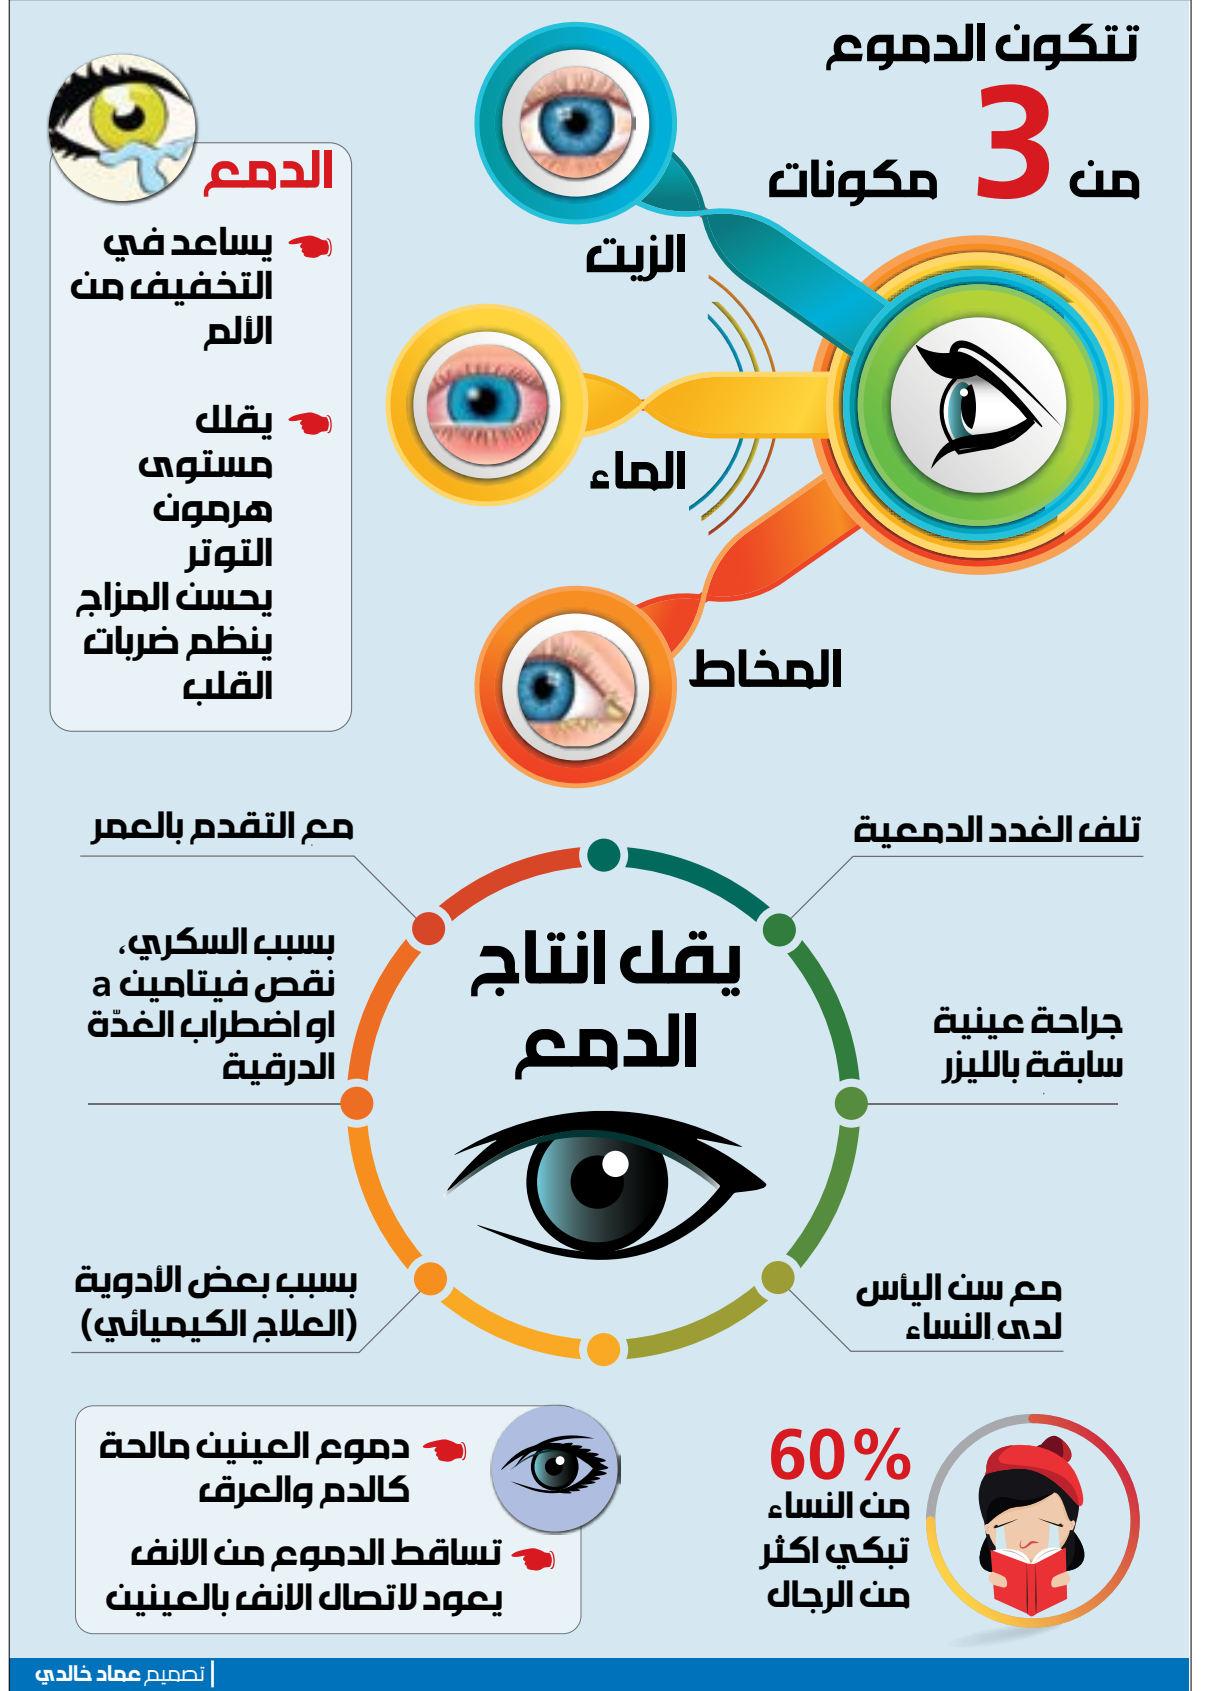 تتكون الدموع
من 3 مكونات
الزيت
الماء
المخاط
الدمع
يساعد في
التخفيف من
الألم
يقلل
مستوى
هرمون
التوتر
يحسن المزاج
ينظم ضربات
القلب
يقل انتاج
الدمع
تلف الغدد الدمعية
جراحة عينية
سابقة بالليزر
مع سن اليأس
لدى النساء
مع التقدم بالعمر
بسبب السكري،
نقص فيتامين a
او اضطراب الغدّة
الدرقية
بسبب بعض الأدوية
(العلاج الكيميائي)
60%
من النساء
تبكي اكثر
من الرجال
دموع العينين مالحة
كالدم والعرق
تساقط الدموع من الانف
يعود لاتصال الانف بالعينين
تصميم عماد خالدي